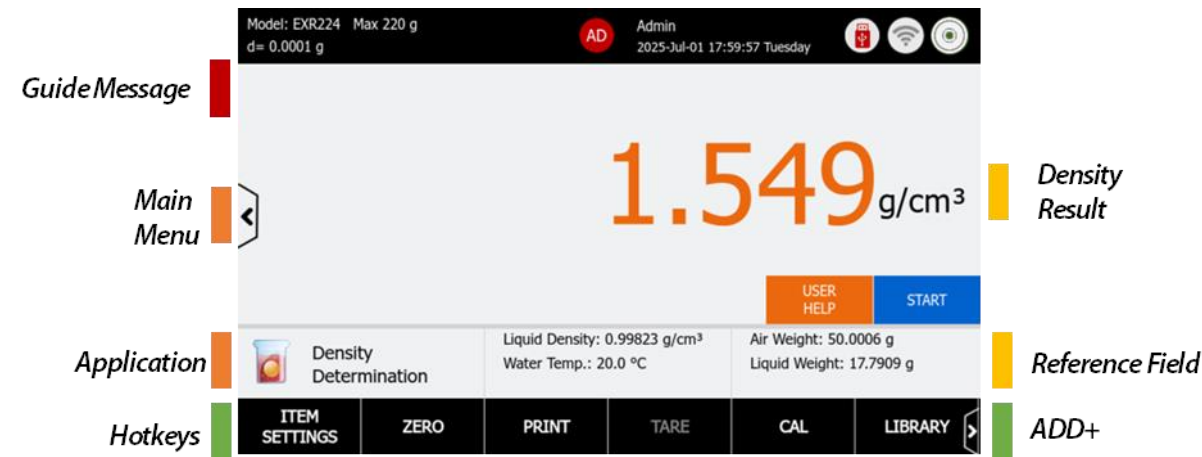 Model: EXR224 Max 220 g
d= 0.0001 g
AD
Admin
2025-Jul-01 17:59:57 Tuesday
Guide Message
Main
Menu
1.549 g/cm³
Density
Result
USER
HELP
START
Application
Density
Determination
Liquid Density: 0.99823 g/cm³
Water Temp.: 20.0 °C
Air Weight: 50.0006 g
Liquid Weight: 17.7909 g
Reference Field
Hotkeys
ITEM
SETTINGS
ZERO
PRINT
TARE
CAL
LIBRARY
ADD+